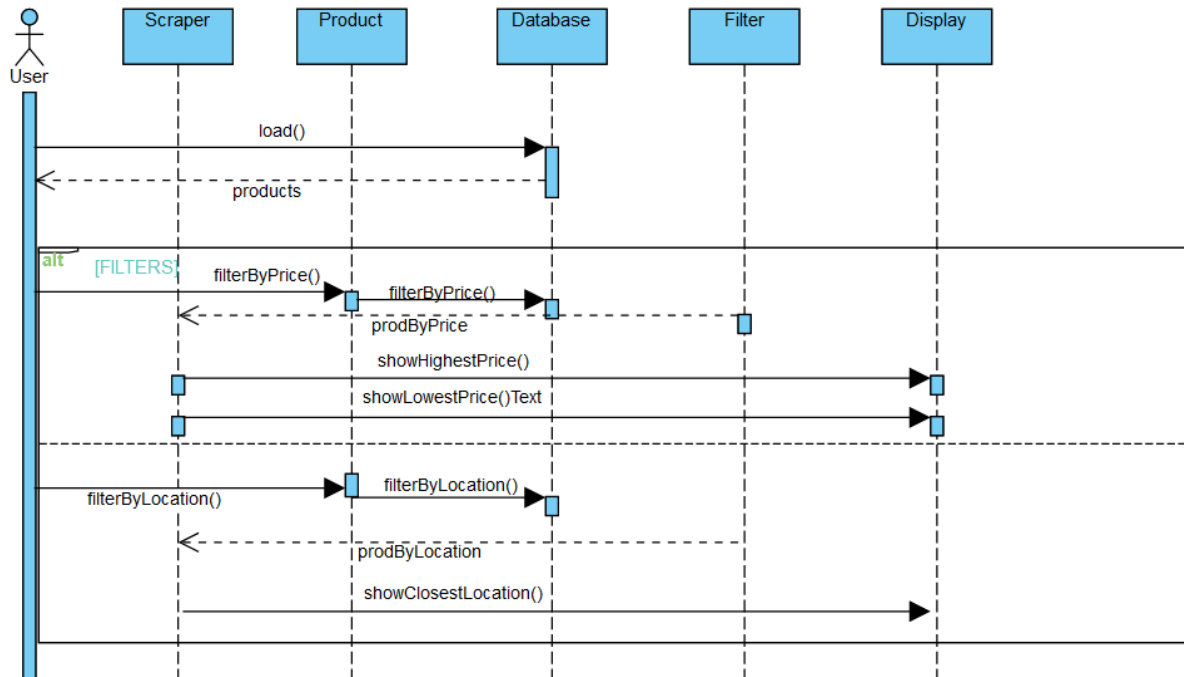 Scraper
Product
Database
Filter
Display
User
load()
products
alt
[FILTERS]
filterByPrice()
filterByPrice()
prodByPrice
showHighestPrice()
showLowestPrice()Text
filterByLocation()
filterByLocation()
prodByLocation
showClosestLocation()